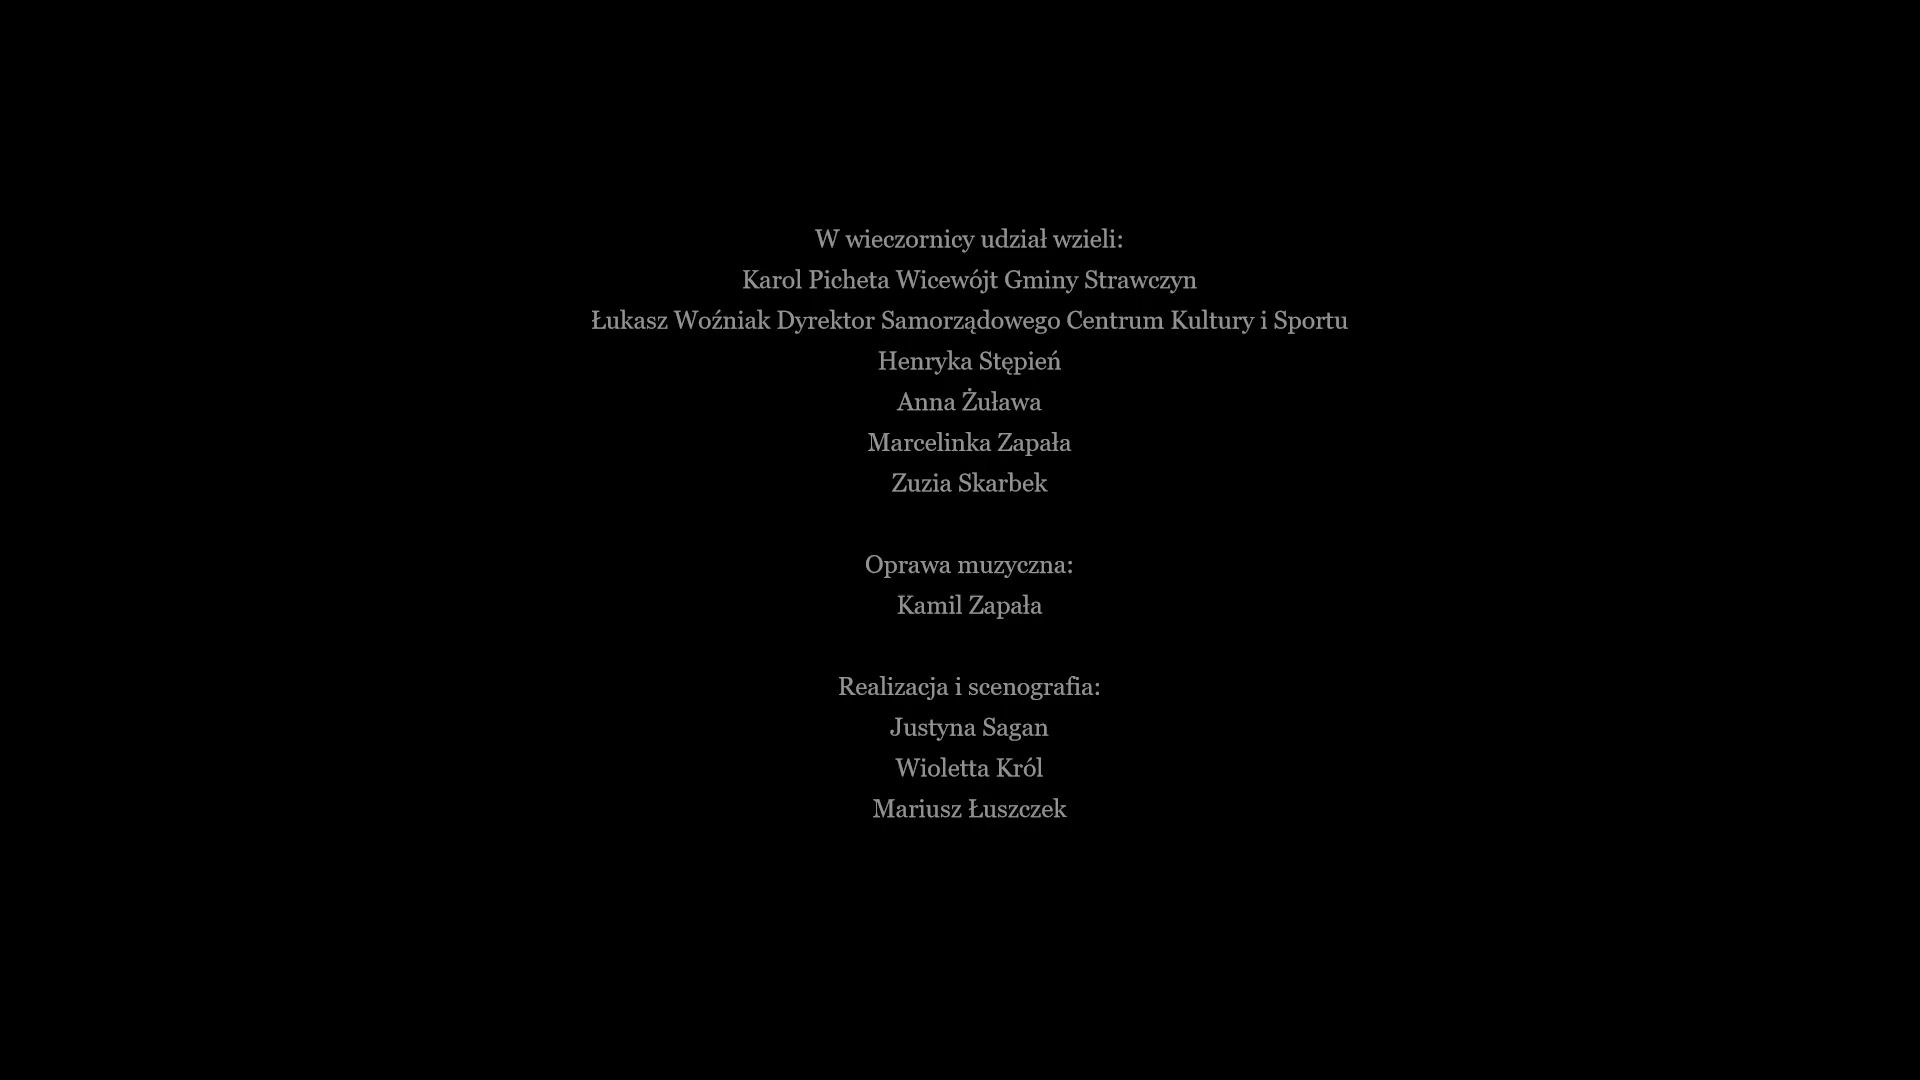 W wieczornicy udział wzieli:
Karol Picheta Wicewójt Gminy Strawczyn
Łukasz Woźniak Dyrektor Samorządowego Centrum Kultury i Sportu
Henryka Stępień
Anna Żuława
Marcelinka Zapała
Zuzia Skarbek
Oprawa muzyczna:
Kamil Zapała
Realizacja i scenografia:
Justyna Sagan
Wioletta Król
Mariusz Łuszczek